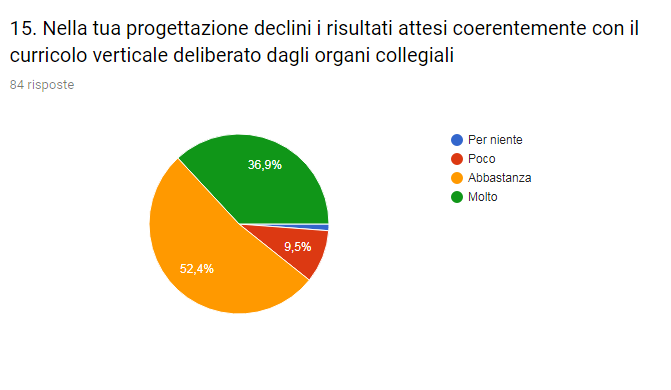 15. Nella tua progettazione declini i risultati attesi coerentemente con il
curricolo verticale deliberato dagli organi collegiali
84 risposte
Per niente
Poco
Abbastanza
Molto
36,9%
9,5%
52,4%